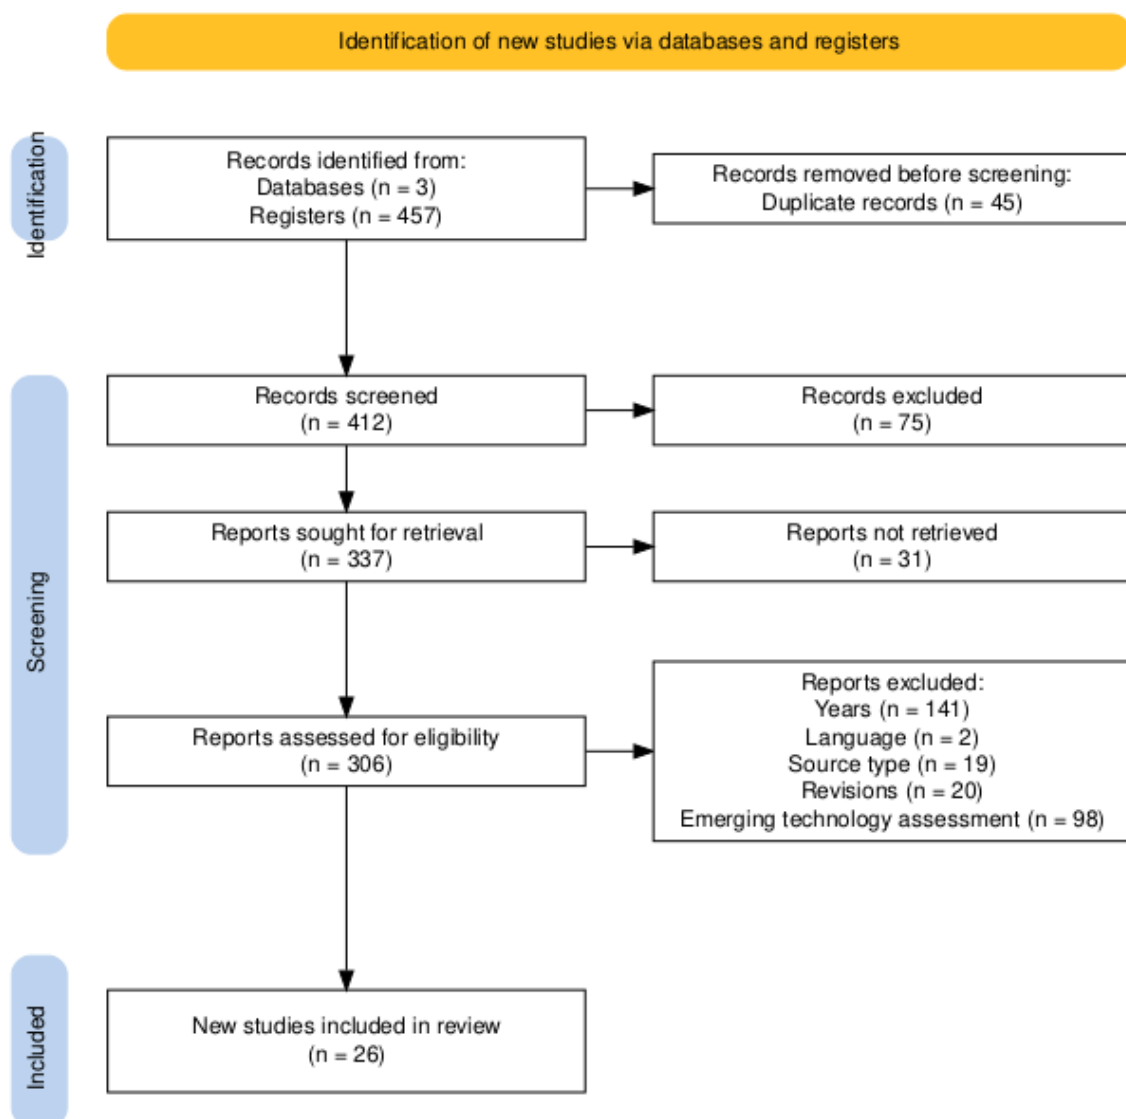 Identification of new studies via databases and registers
Identification
Records identified from:
Databases (n = 3)
Registers (n = 457)
Records removed before screening:
Duplicate records (n = 45)
Screening
Records screened
(n = 412)
Records excluded
(n = 75)
Reports sought for retrieval
(n = 337)
Reports not retrieved
(n = 31)
Reports assessed for eligibility
(n = 306)
Reports excluded:
Years (n = 141)
Language (n = 2)
Source type (n = 19)
Revisions (n = 20)
Emerging technology assessment (n = 98)
Included
New studies included in review
(n = 26)